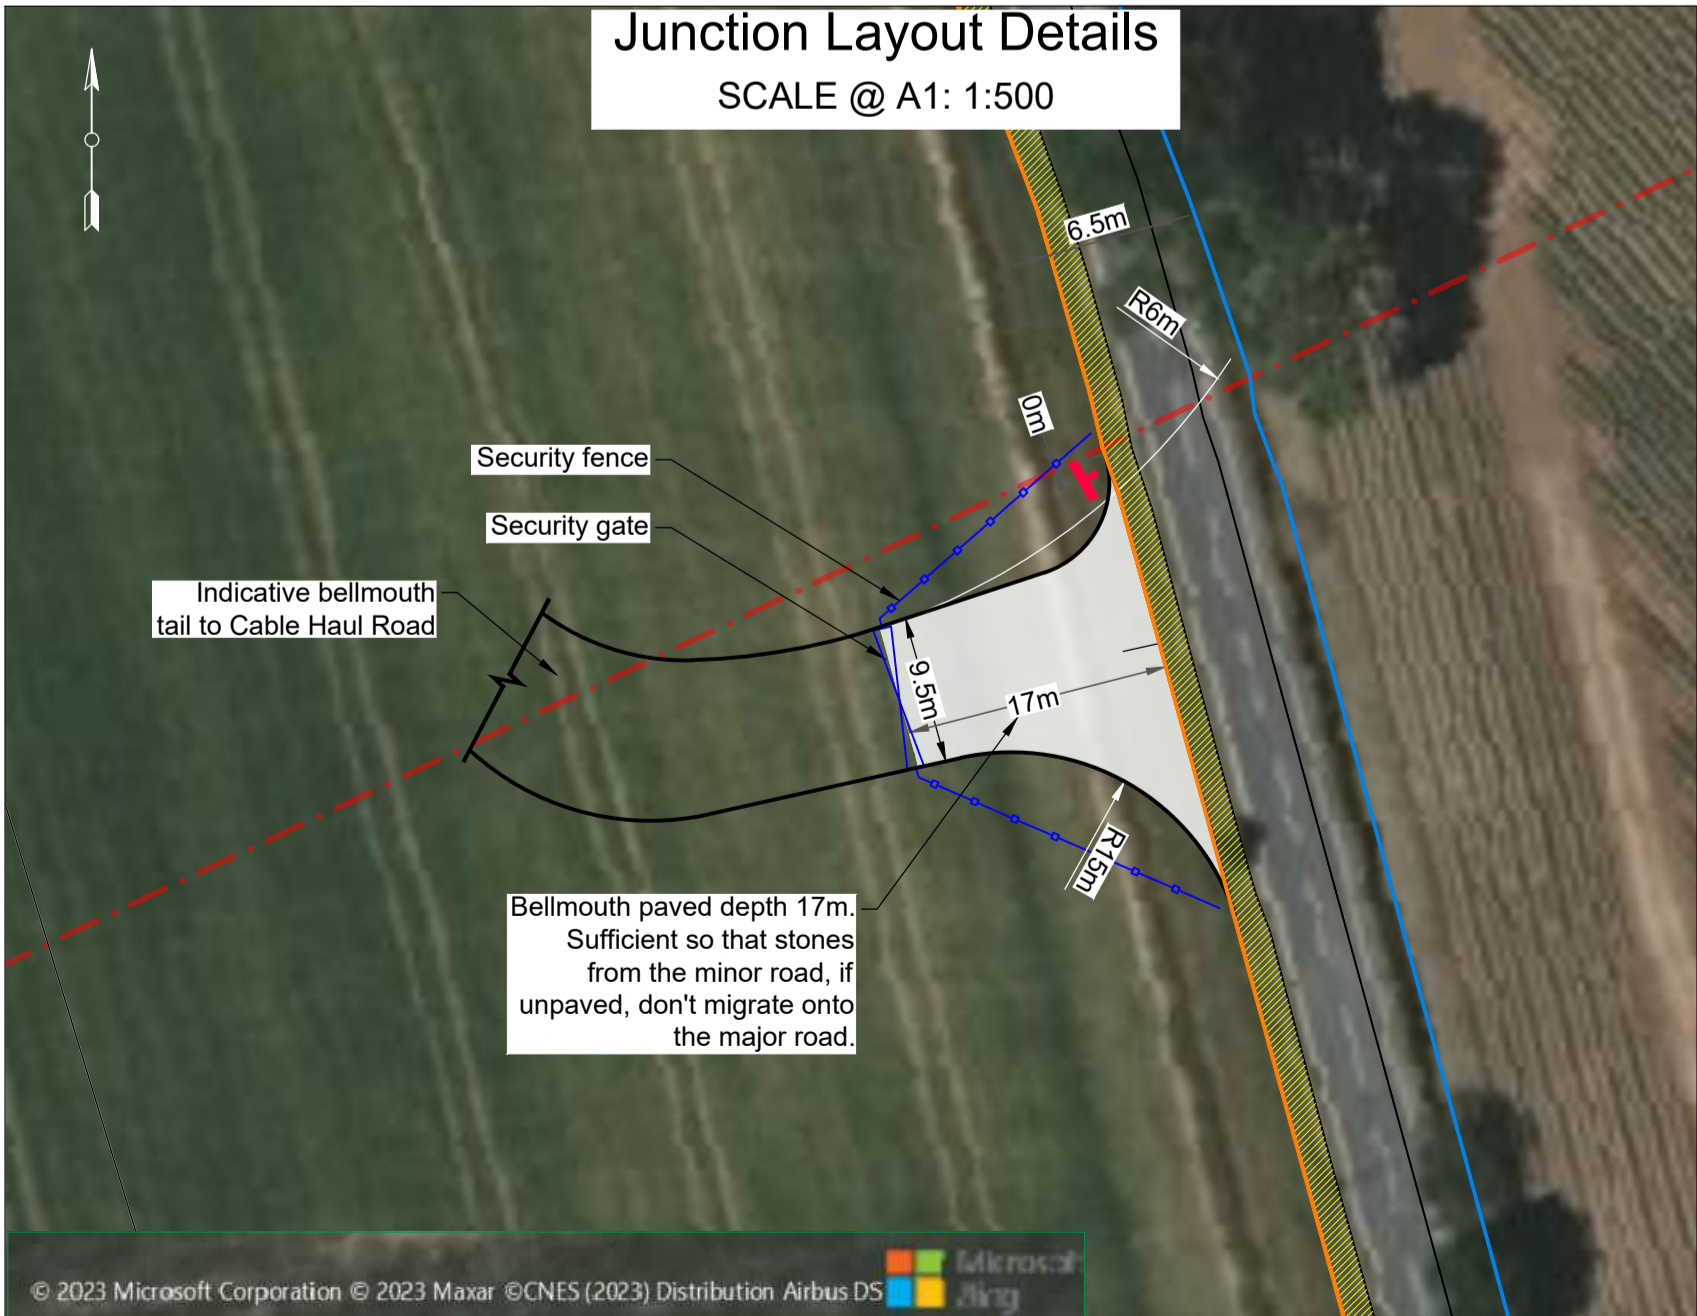 Junction Layout Details
SCALE @ A1: 1:500
6.5m
R6m
0m
Security fence
Security gate
Indicative bellmouth
tail to Cable Haul Road
9.5m
17m
R15m
Bellmouth paved depth 17m.
Sufficient so that stones
from the minor road, if
unpaved, don't migrate onto
the major road.
© 2023 Microsoft Corporation © 2023 Maxar ©CNES (2023) Distribution Airbus DS
Microsoft
Bing